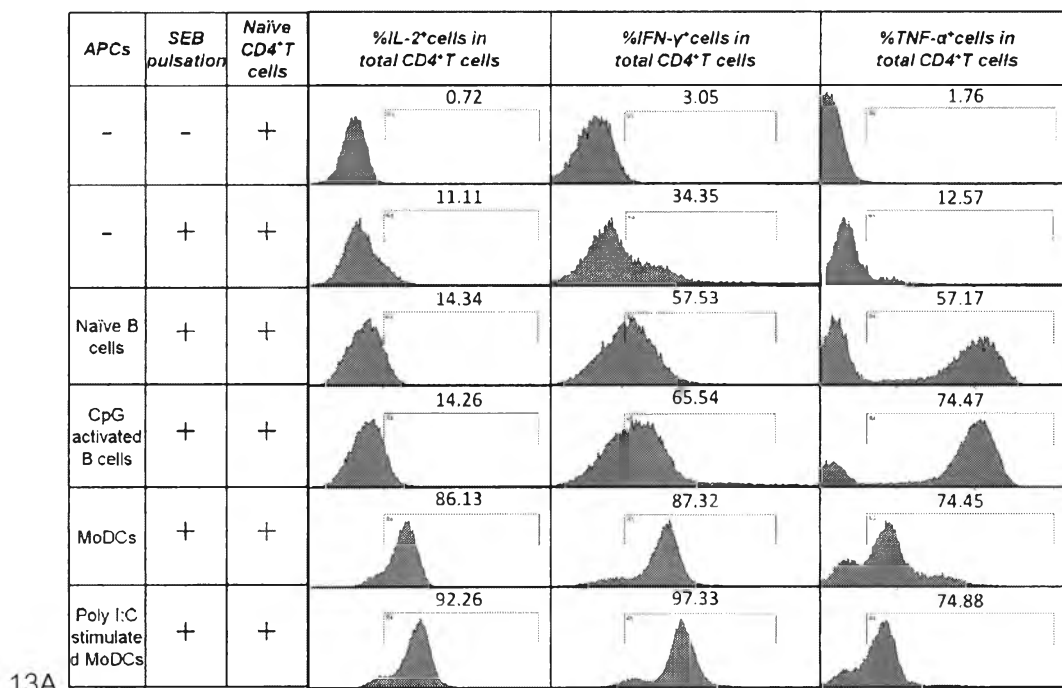 APCs SEB pulsation Naïve CD4⁺T cells %IL-2⁺cells in total CD4⁺T cells %IFN-γ⁺cells in total CD4⁺T cells %TNF-α⁺cells in total CD4⁺T cells
- - + 0.72 3.05 1.76
- + + 11.11 34.35 12.57
Naïve B cells + + 14.34 57.53 57.17
CpG activated B cells + + 14.26 65.54 74.47
MoDCs + + 86.13 87.32 74.45
Poly I:C stimulate d MoDCs + + 92.26 97.33 74.88
13A